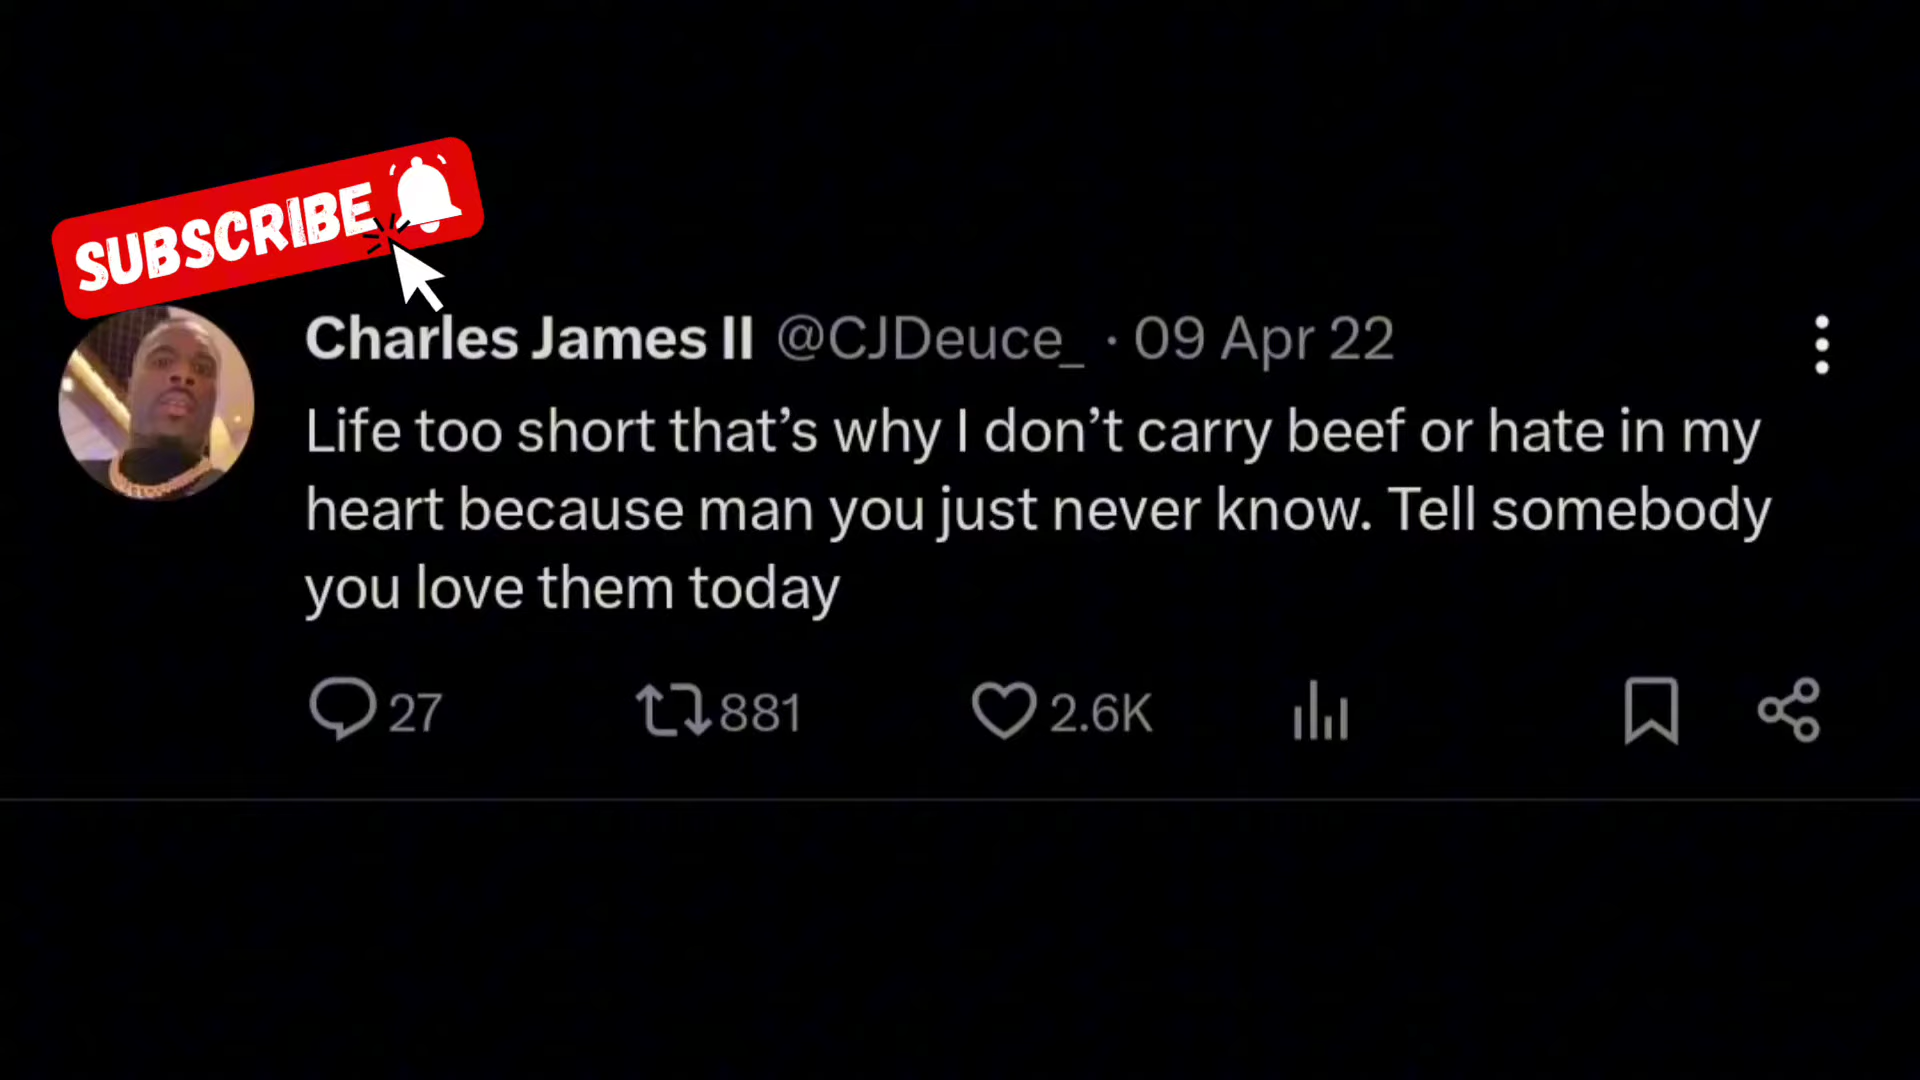 SUBSCRIBE
Charles James II @CJDeuce_ · 09 Apr 22
Life too short that’s why I don’t carry beef or hate in my
heart because man you just never know. Tell somebody
you love them today
27 881 2.6K